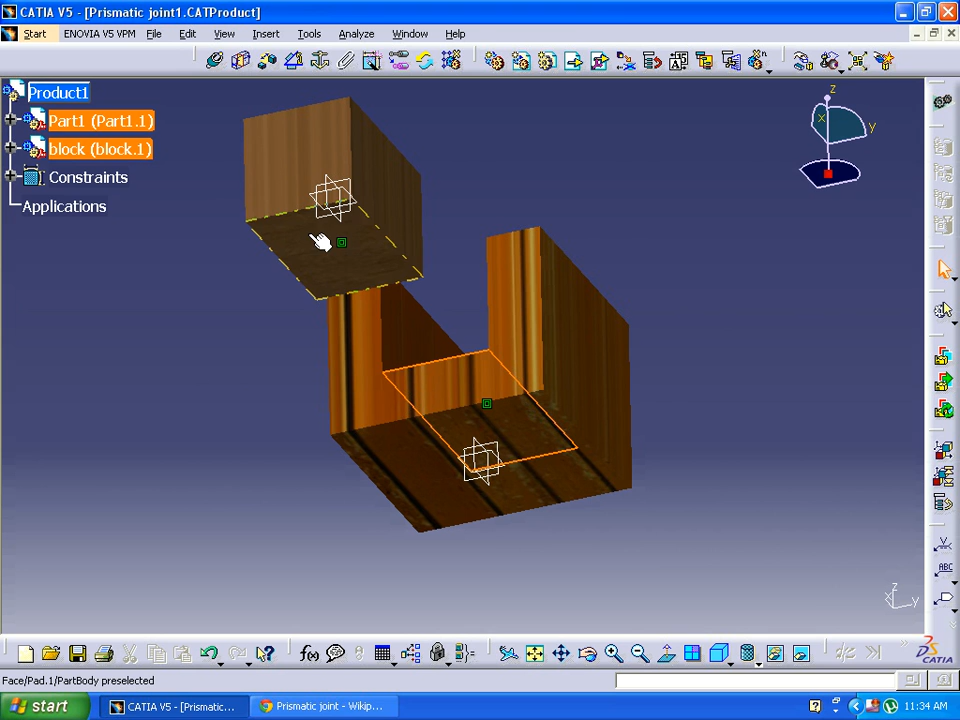 CATIA V5 - [Prismatic joint1.CATProduct]
Start
ENOVIA V5 VPM
File
Edit
View
Insert
Tools
Analyze
Window
Help
Product1
Part1 (Part1.1)
block (block.1)
Constraints
Applications
z
x
y
ABC
z
x
y
f(x)
CATIA
Face/Pad.1/PartBody preselected
start
CATIA V5 - [Prismatic...
Prismatic joint - Wikip...
11:34 AM